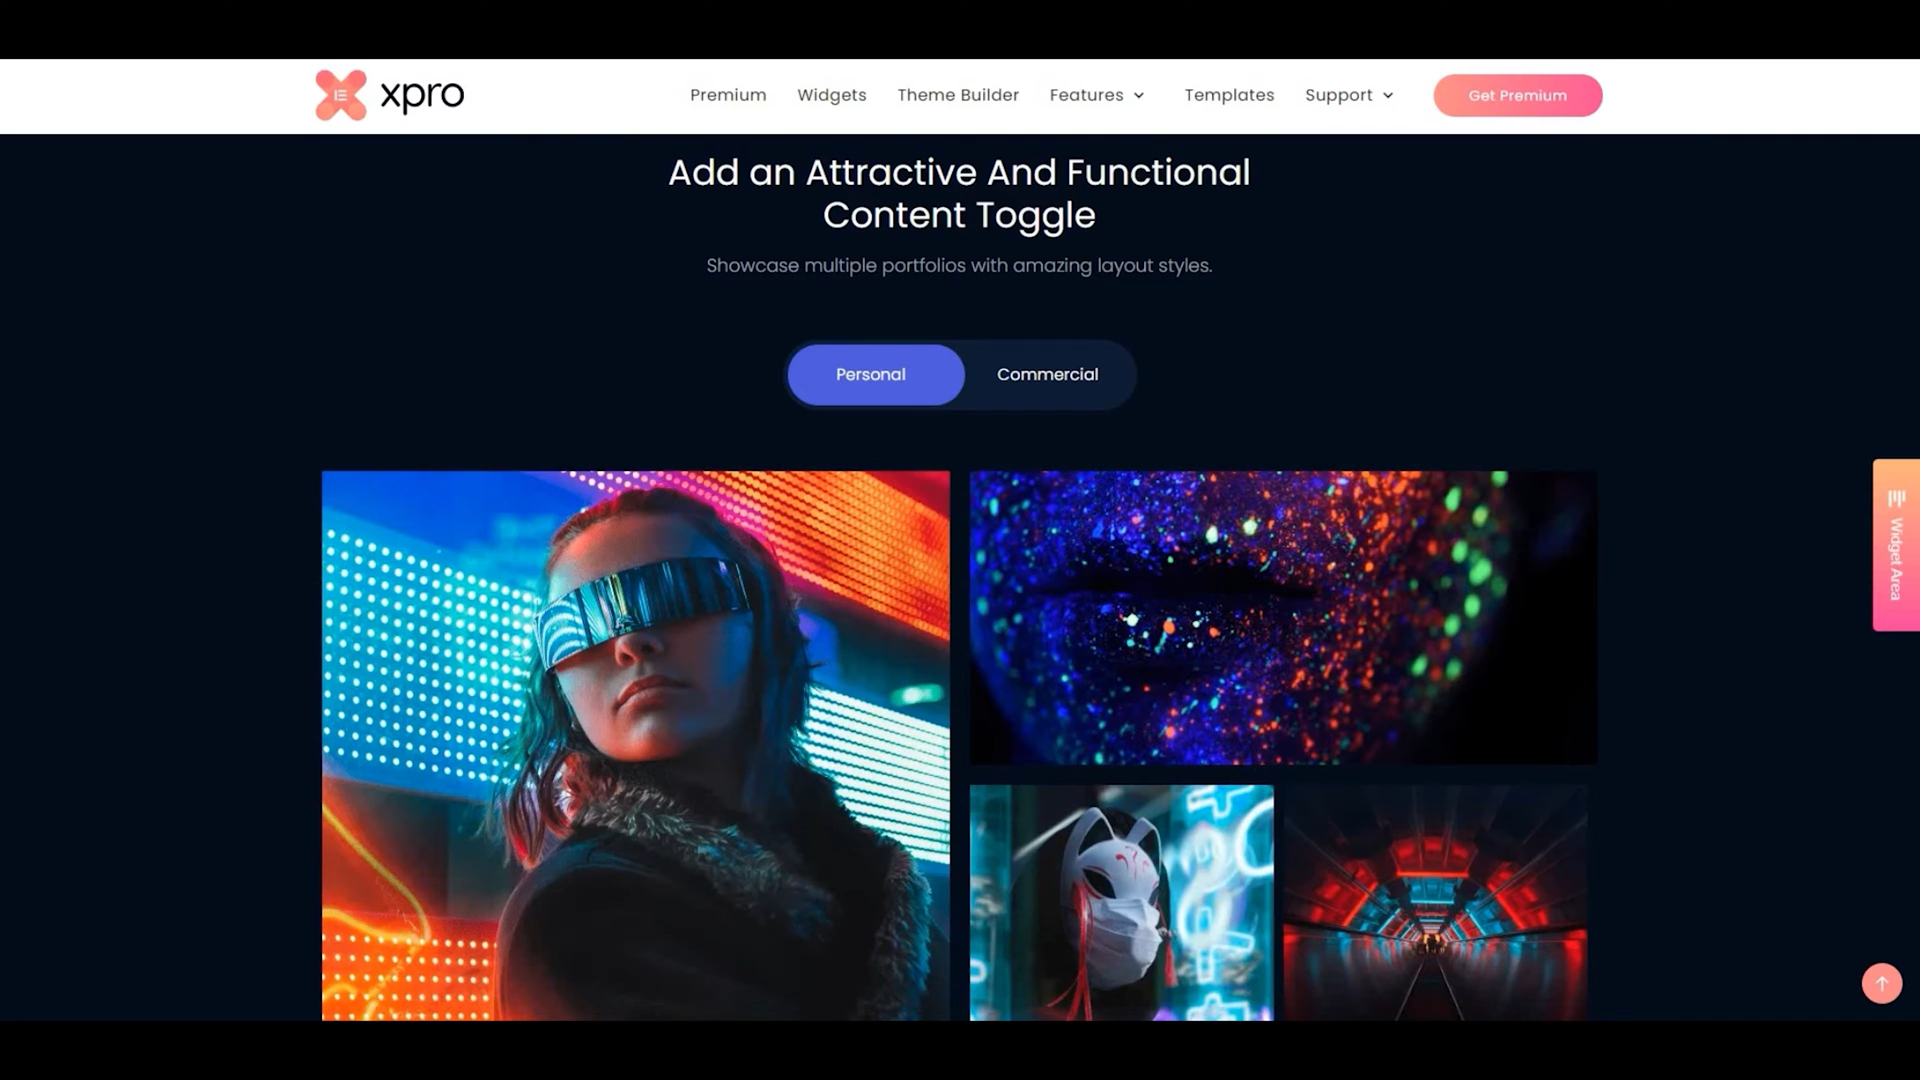 xpro
Premium
Widgets
Theme Builder
Features
Templates
Support
Get Premium
Add an Attractive And Functional
Content Toggle
Showcase multiple portfolios with amazing layout styles.
Personal
Commercial
Widget Area